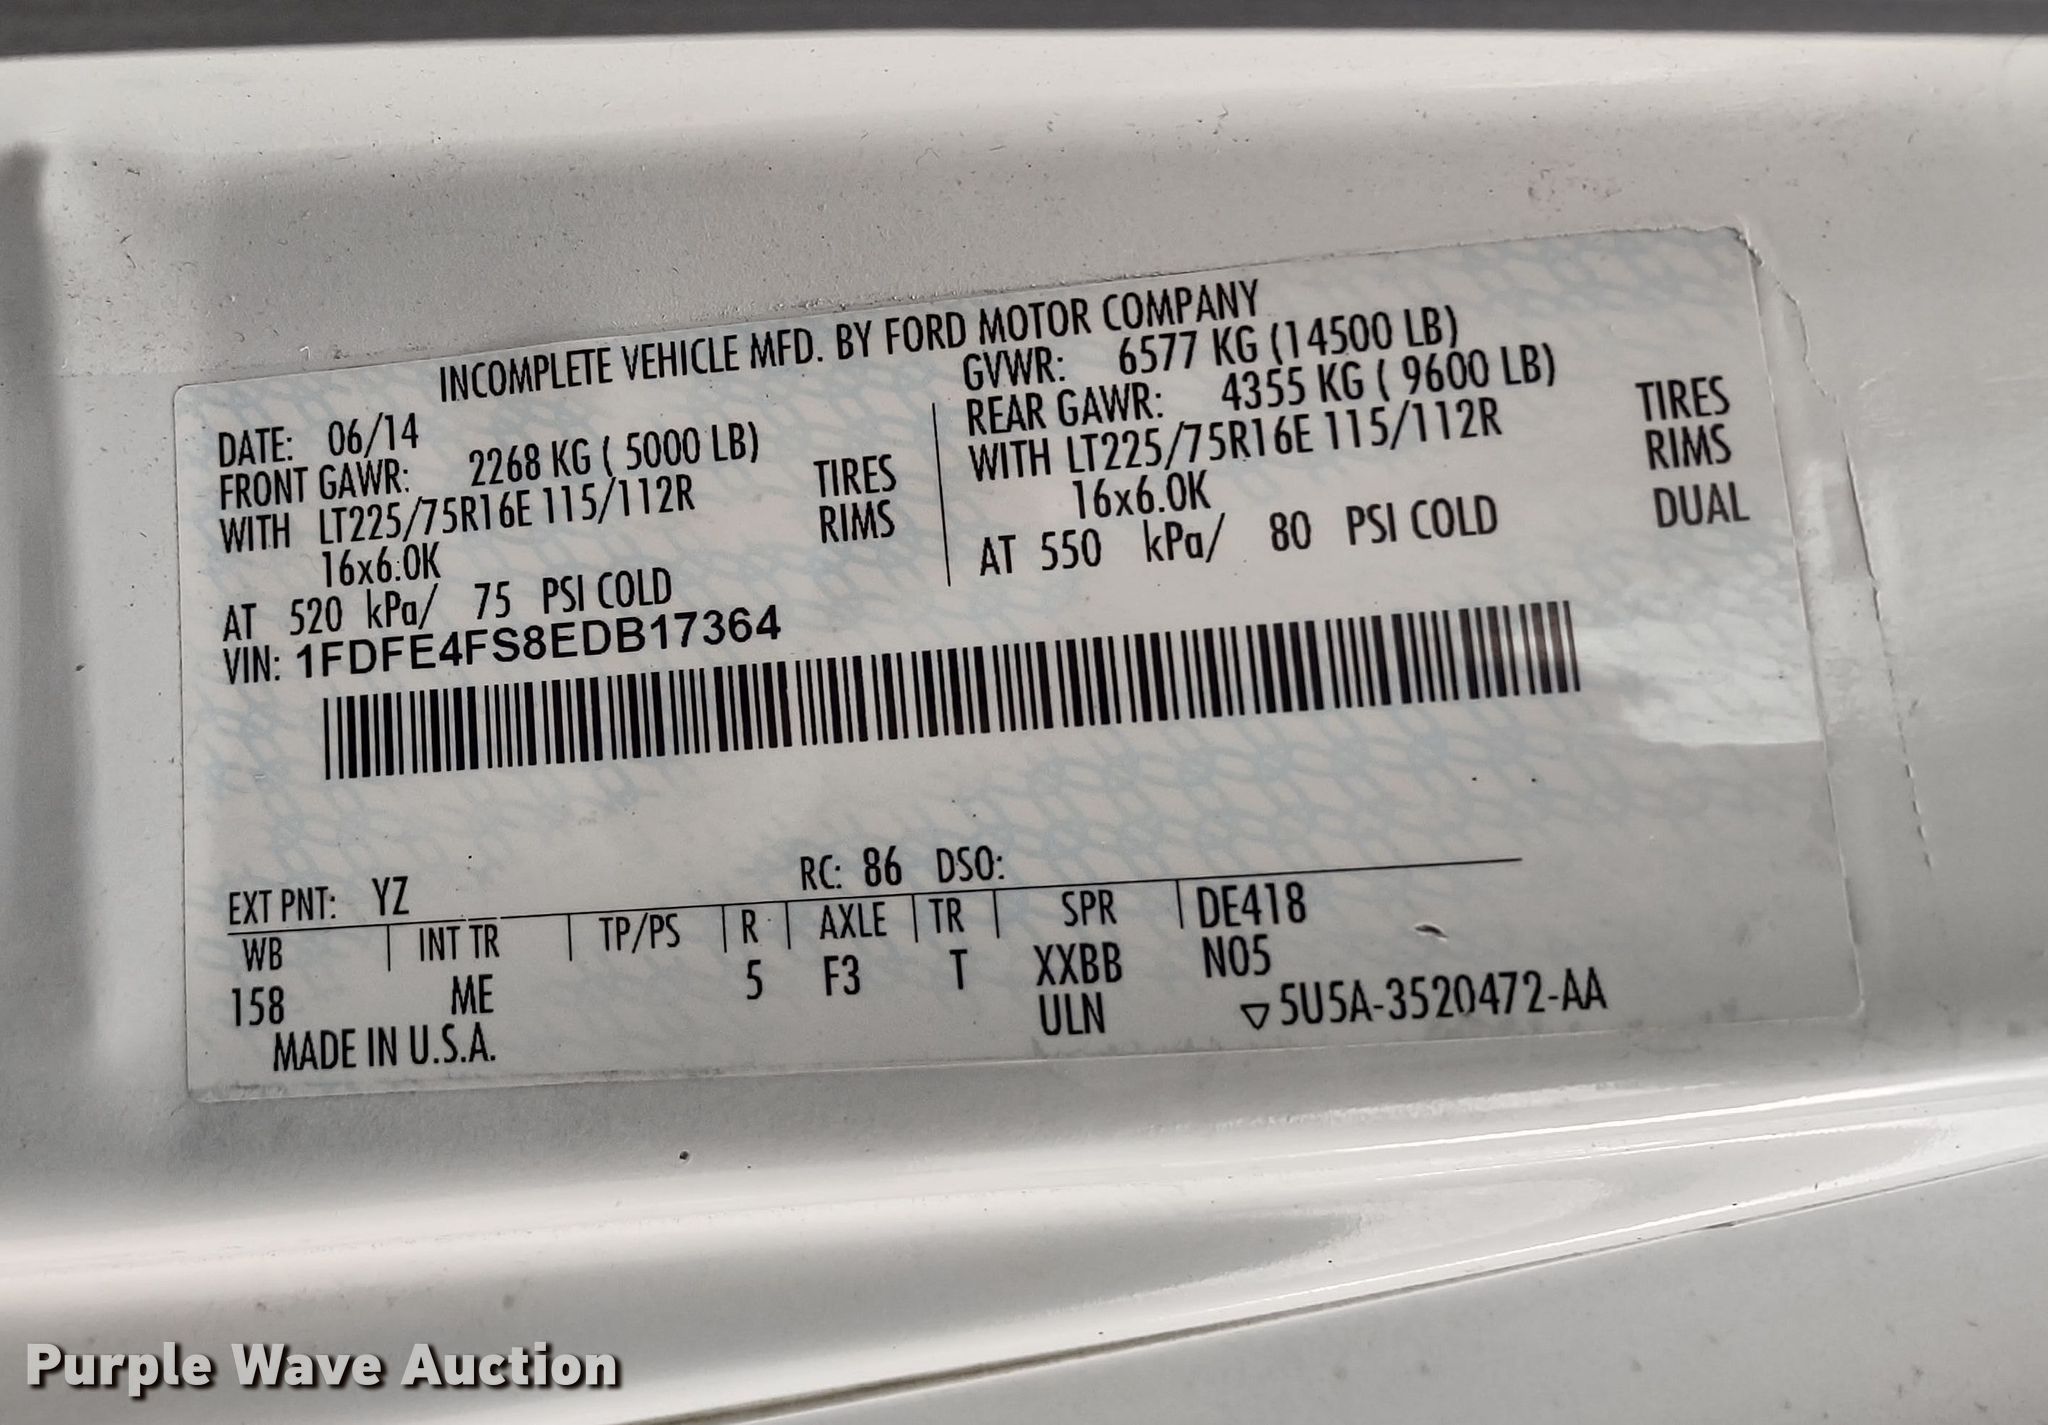 INCOMPLETE VEHICLE MFD. BY FORD MOTOR COMPANY
DATE: 06/14
FRONT GAWR: 2268 KG ( 5000 LB)
WITH LT225/75R16E 115/112R TIRES
16x6.0K RIMS
AT 520 kPa/ 75 PSI COLD
GVWR: 6577 KG (14500 LB)
REAR GAWR: 4355 KG ( 9600 LB)
WITH LT225/75R16E 115/112R TIRES
16x6.0K RIMS
AT 550 kPa/ 80 PSI COLD DUAL
VIN: 1FDFE4FS8EDB17364
EXT PNT: YZ RC: 86 DSO:
WB INT TR TP/PS R AXLE TR SPR DE418
158 ME 5 F3 T XXBB N05
ULN ▽5U5A-3520472-AA
MADE IN U.S.A.
Purple Wave Auction